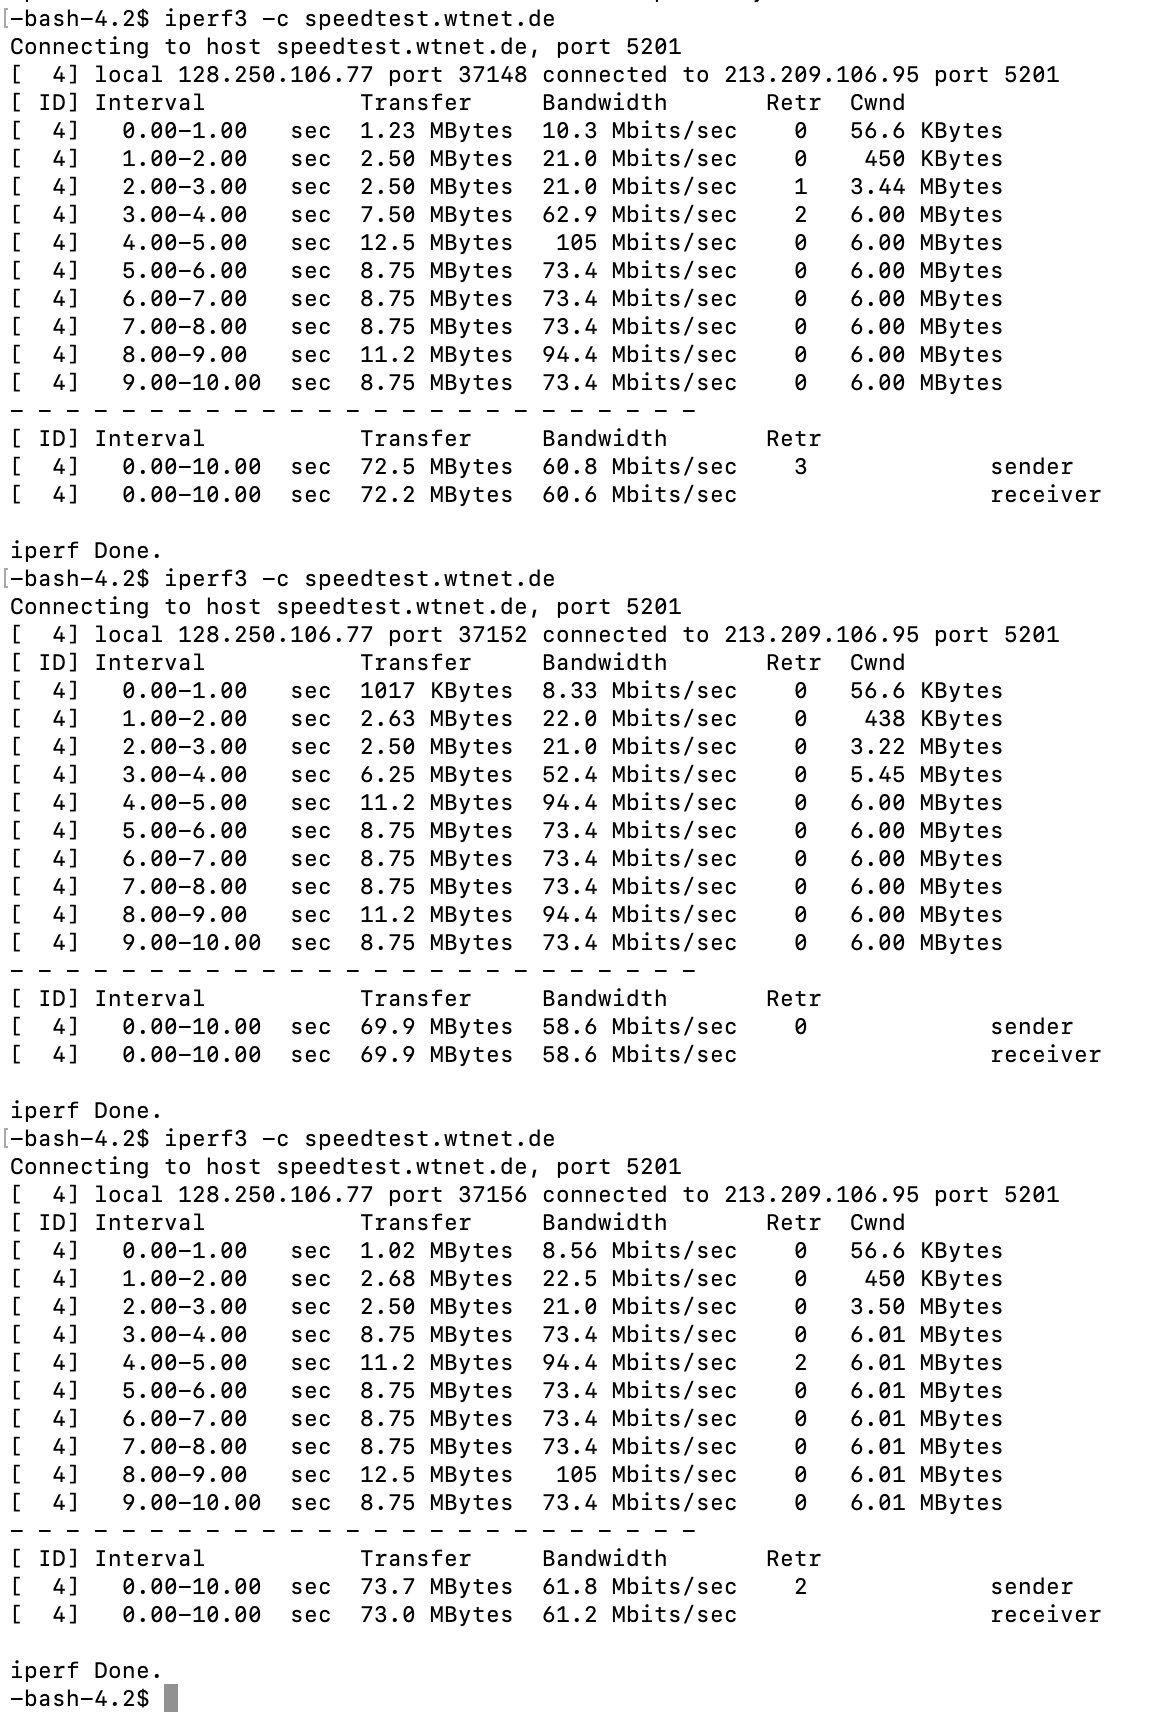 [-bash-4.2$ iperf3 -c speedtest.wtnet.de
Connecting to host speedtest.wtnet.de, port 5201
[  4] local 128.250.106.77 port 37148 connected to 213.209.106.95 port 5201
[ ID] Interval           Transfer     Bandwidth       Retr  Cwnd
[  4]   0.00-1.00   sec  1.23 MBytes  10.3 Mbits/sec    0   56.6 KBytes
[  4]   1.00-2.00   sec  2.50 MBytes  21.0 Mbits/sec    0    450 KBytes
[  4]   2.00-3.00   sec  2.50 MBytes  21.0 Mbits/sec    1   3.44 MBytes
[  4]   3.00-4.00   sec  7.50 MBytes  62.9 Mbits/sec    2   6.00 MBytes
[  4]   4.00-5.00   sec  12.5 MBytes   105 Mbits/sec    0   6.00 MBytes
[  4]   5.00-6.00   sec  8.75 MBytes  73.4 Mbits/sec    0   6.00 MBytes
[  4]   6.00-7.00   sec  8.75 MBytes  73.4 Mbits/sec    0   6.00 MBytes
[  4]   7.00-8.00   sec  8.75 MBytes  73.4 Mbits/sec    0   6.00 MBytes
[  4]   8.00-9.00   sec  11.2 MBytes  94.4 Mbits/sec    0   6.00 MBytes
[  4]   9.00-10.00  sec  8.75 MBytes  73.4 Mbits/sec    0   6.00 MBytes
- - - - - - - - - - - - - - - - - - - - - - - - -
[ ID] Interval           Transfer     Bandwidth       Retr
[  4]   0.00-10.00  sec  72.5 MBytes  60.8 Mbits/sec    3             sender
[  4]   0.00-10.00  sec  72.2 MBytes  60.6 Mbits/sec                  receiver

iperf Done.
[-bash-4.2$ iperf3 -c speedtest.wtnet.de
Connecting to host speedtest.wtnet.de, port 5201
[  4] local 128.250.106.77 port 37152 connected to 213.209.106.95 port 5201
[ ID] Interval           Transfer     Bandwidth       Retr  Cwnd
[  4]   0.00-1.00   sec  1017 KBytes  8.33 Mbits/sec    0   56.6 KBytes
[  4]   1.00-2.00   sec  2.63 MBytes  22.0 Mbits/sec    0    438 KBytes
[  4]   2.00-3.00   sec  2.50 MBytes  21.0 Mbits/sec    0   3.22 MBytes
[  4]   3.00-4.00   sec  6.25 MBytes  52.4 Mbits/sec    0   5.45 MBytes
[  4]   4.00-5.00   sec  11.2 MBytes  94.4 Mbits/sec    0   6.00 MBytes
[  4]   5.00-6.00   sec  8.75 MBytes  73.4 Mbits/sec    0   6.00 MBytes
[  4]   6.00-7.00   sec  8.75 MBytes  73.4 Mbits/sec    0   6.00 MBytes
[  4]   7.00-8.00   sec  8.75 MBytes  73.4 Mbits/sec    0   6.00 MBytes
[  4]   8.00-9.00   sec  11.2 MBytes  94.4 Mbits/sec    0   6.00 MBytes
[  4]   9.00-10.00  sec  8.75 MBytes  73.4 Mbits/sec    0   6.00 MBytes
- - - - - - - - - - - - - - - - - - - - - - - - -
[ ID] Interval           Transfer     Bandwidth       Retr
[  4]   0.00-10.00  sec  69.9 MBytes  58.6 Mbits/sec    0             sender
[  4]   0.00-10.00  sec  69.9 MBytes  58.6 Mbits/sec                  receiver

iperf Done.
[-bash-4.2$ iperf3 -c speedtest.wtnet.de
Connecting to host speedtest.wtnet.de, port 5201
[  4] local 128.250.106.77 port 37156 connected to 213.209.106.95 port 5201
[ ID] Interval           Transfer     Bandwidth       Retr  Cwnd
[  4]   0.00-1.00   sec  1.02 MBytes  8.56 Mbits/sec    0   56.6 KBytes
[  4]   1.00-2.00   sec  2.68 MBytes  22.5 Mbits/sec    0    450 KBytes
[  4]   2.00-3.00   sec  2.50 MBytes  21.0 Mbits/sec    0   3.50 MBytes
[  4]   3.00-4.00   sec  8.75 MBytes  73.4 Mbits/sec    0   6.01 MBytes
[  4]   4.00-5.00   sec  11.2 MBytes  94.4 Mbits/sec    2   6.01 MBytes
[  4]   5.00-6.00   sec  8.75 MBytes  73.4 Mbits/sec    0   6.01 MBytes
[  4]   6.00-7.00   sec  8.75 MBytes  73.4 Mbits/sec    0   6.01 MBytes
[  4]   7.00-8.00   sec  8.75 MBytes  73.4 Mbits/sec    0   6.01 MBytes
[  4]   8.00-9.00   sec  12.5 MBytes   105 Mbits/sec    0   6.01 MBytes
[  4]   9.00-10.00  sec  8.75 MBytes  73.4 Mbits/sec    0   6.01 MBytes
- - - - - - - - - - - - - - - - - - - - - - - - -
[ ID] Interval           Transfer     Bandwidth       Retr
[  4]   0.00-10.00  sec  73.7 MBytes  61.8 Mbits/sec    2             sender
[  4]   0.00-10.00  sec  73.0 MBytes  61.2 Mbits/sec                  receiver

iperf Done.
-bash-4.2$